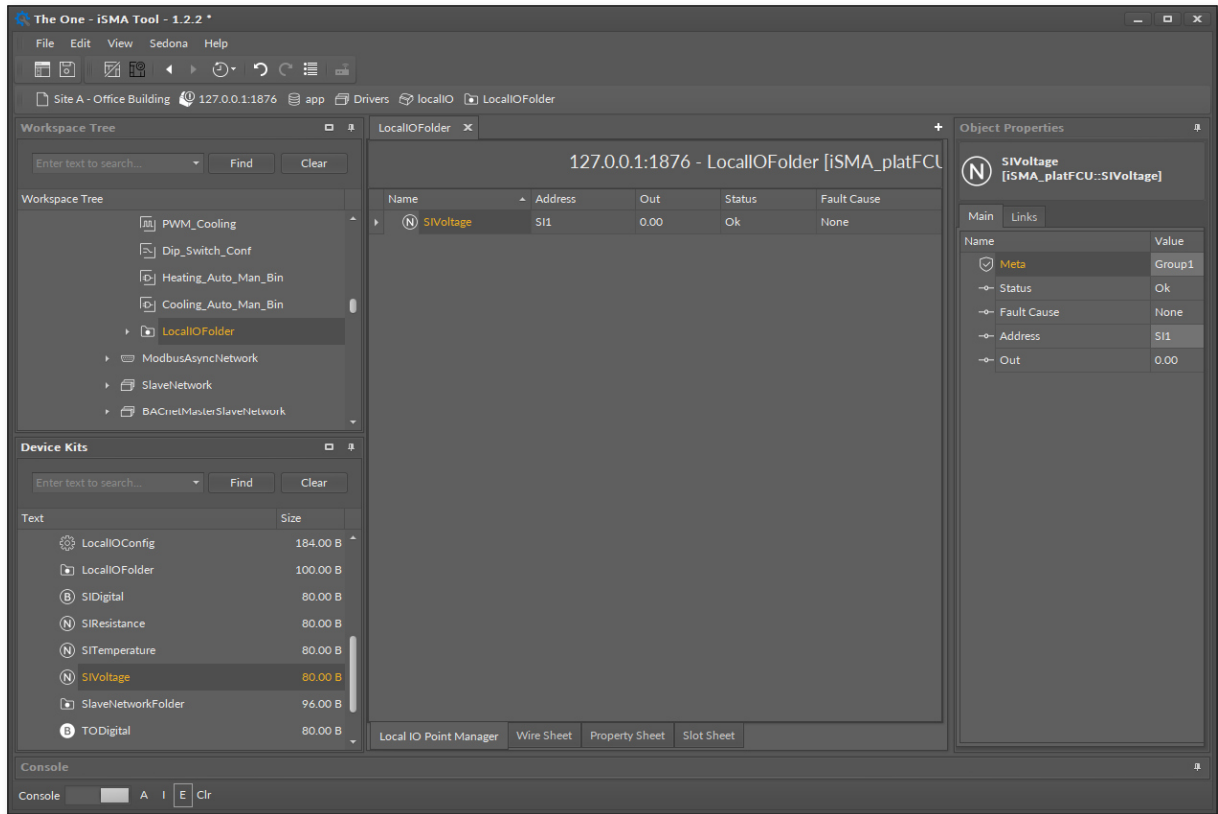 The One - iSMA Tool - 1.2.2 *
File Edit View Sedona Help
Site A - Office Building 127.0.0.1:1876 app Drivers localIO LocalIOFolder
Workspace Tree
Enter text to search... Find Clear
Workspace Tree
PWM_Cooling
Dip_Switch_Conf
Heating_Auto_Man_Bin
Cooling_Auto_Man_Bin
LocalIOFolder
ModbusAsyncNetwork
SlaveNetwork
BACnetMasterSlaveNetwork
Device Kits
Enter text to search... Find Clear
Text Size
LocalIOConfig 184.00 B
LocalIOFolder 100.00 B
B SIDigital 80.00 B
N SIResistance 80.00 B
N SITemperature 80.00 B
N SIVoltage 80.00 B
SlaveNetworkFolder 96.00 B
B TODigital 80.00 B
LocalIOFolder X +
127.0.0.1:1876 - LocalIOFolder [iSMA_platFCU
Name Address Out Status Fault Cause
N SIVoltage SI1 0.00 Ok None
Local IO Point Manager Wire Sheet Property Sheet Slot Sheet
Object Properties
N SIVoltage
[iSMA_platFCU::SIVoltage]
Main Links
Name Value
Meta Group1
Status Ok
Fault Cause None
Address SI1
Out 0.00
Console
Console A I E Clr